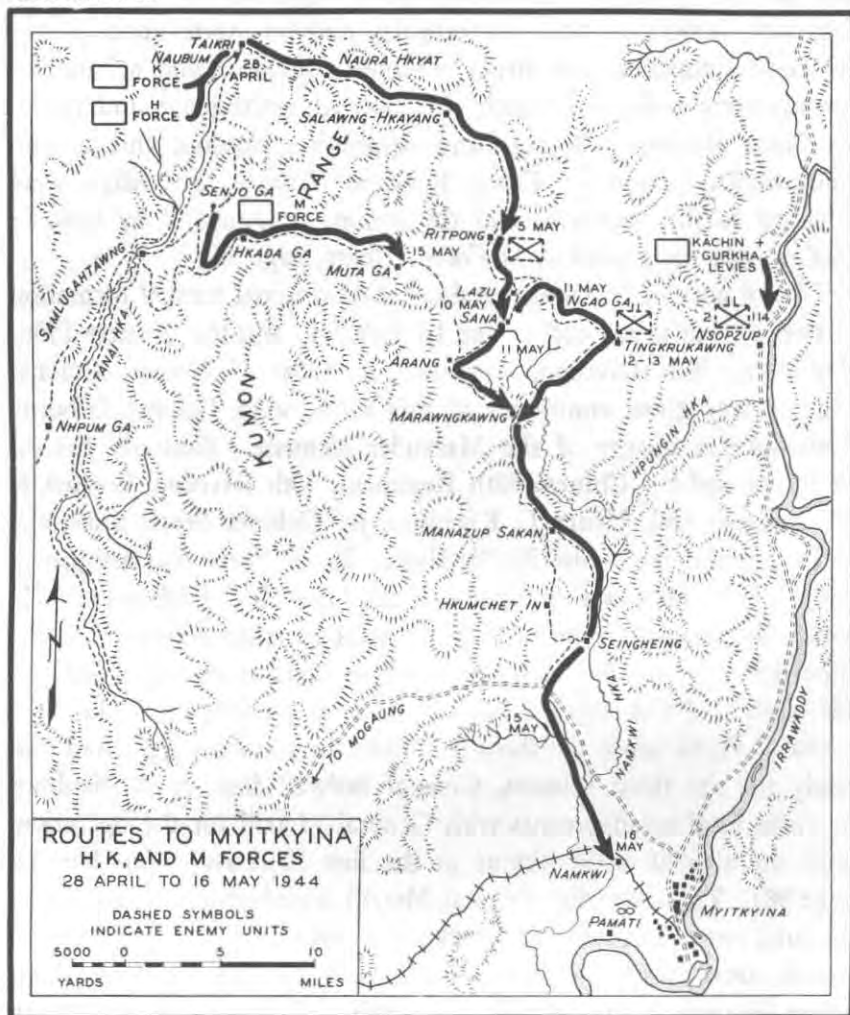 TAIKRI
NAUBUM
K
FORCE
H
FORCE
28
APRIL
NAURA HKYAT
SALAWNG-HKAYANG
RANGE
SENJO GA
M
FORCE
RITPONG
5 MAY
HKADA GA
15 MAY
MUTA GA
KACHIN +
GURKHA
LEVIES
LAZU
10 MAY
SANA
11 MAY
NGAO GA
TINGKRUKAWNG
12-13 MAY
2
114
NSOPZUP
11 MAY
ARANG
MARAWNGKAWNG
TANAI HKA
NHPUM GA
KUMON
HPUNGIN HKA
MANAZUP SAKAN
HKUMCHET IN
SEINGHEING
NAMKWI HKA
TO MOGAUNG
15
MAY
IRRAWADDY
MAY
NAMKWI
MYITKYINA
PAMATI
ROUTES TO MYITKYINA
H, K, AND M FORCES
28 APRIL TO 16 MAY 1944
DASHED SYMBOLS
INDICATE ENEMY UNITS
5000 0 5 10
YARDS MILES